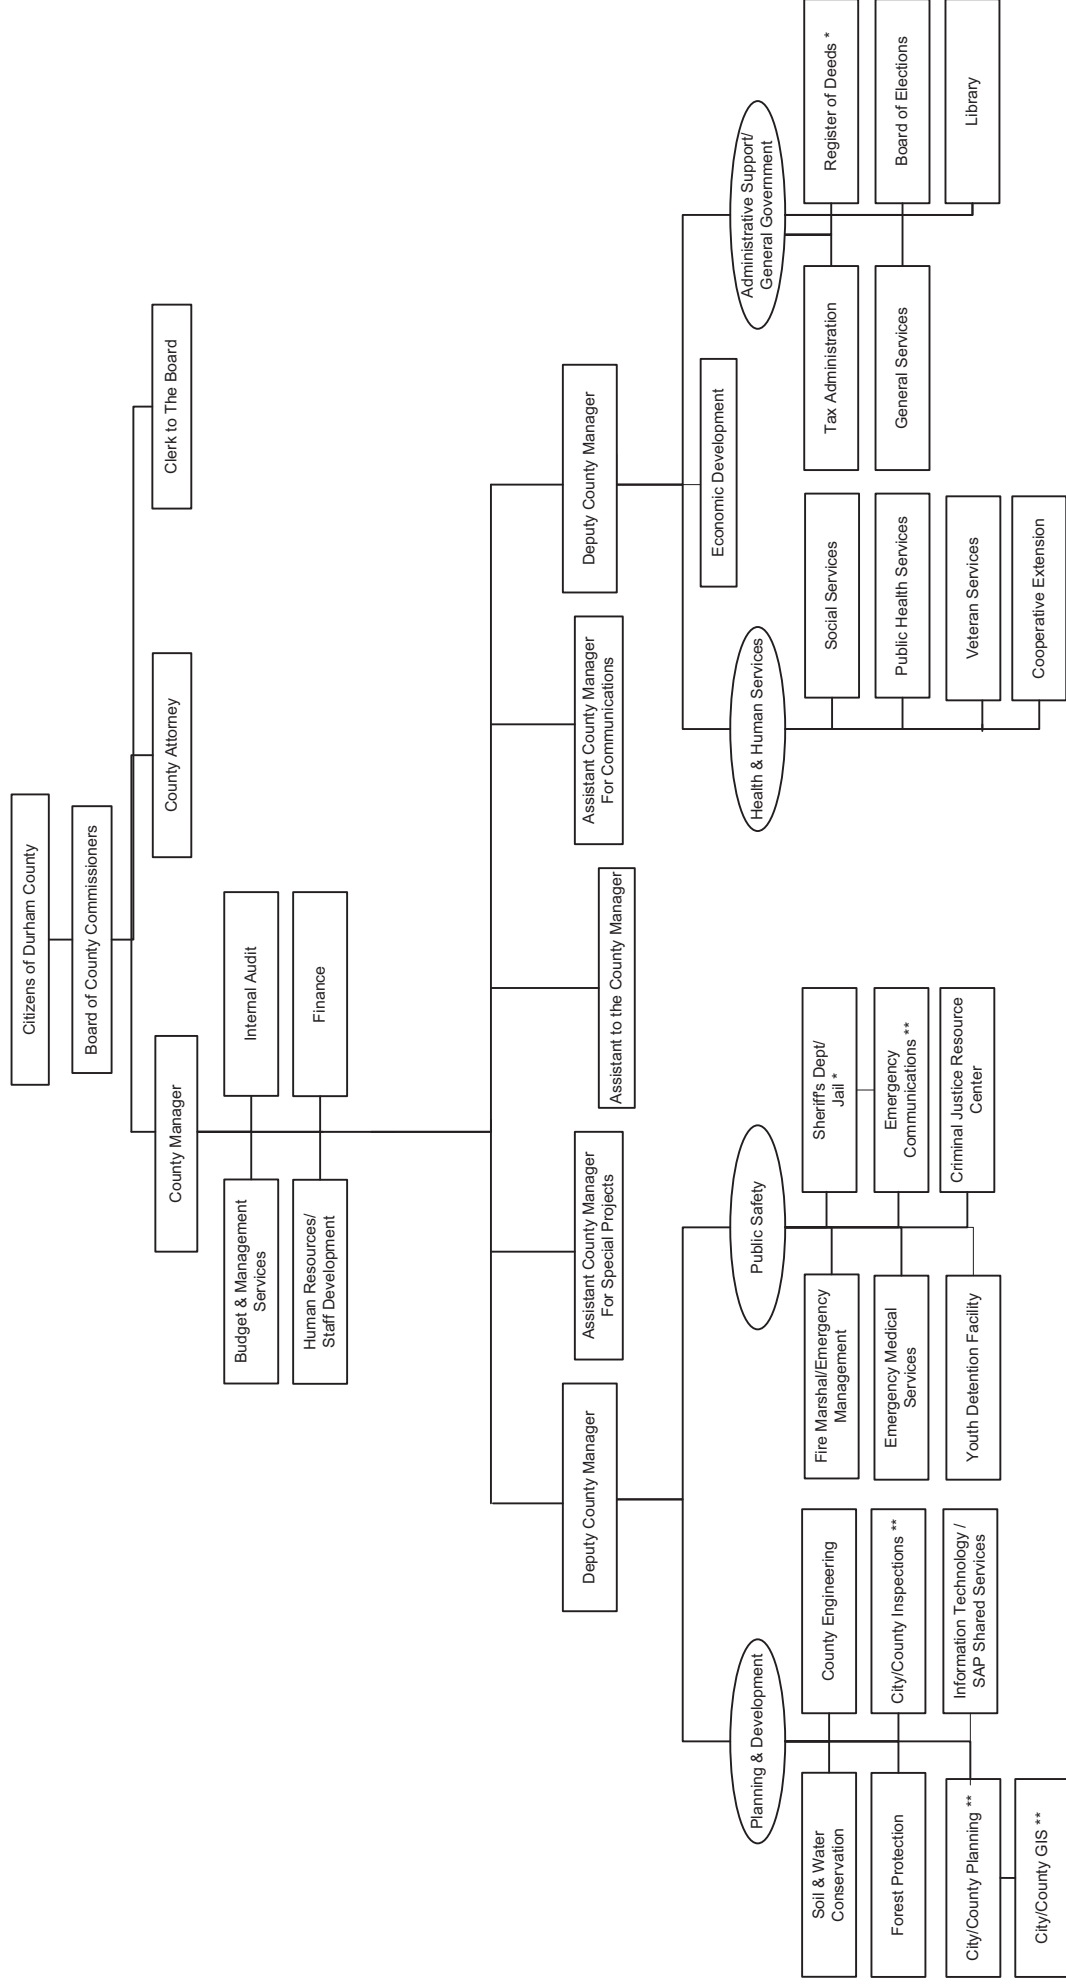 Citizens of Durham County
Board of County Commissioners
County Manager
County Attorney
Clerk to The Board
Budget & Management
Services
Internal Audit
Human Resources/
Staff Development
Finance
Deputy County Manager
Assistant County Manager
For Special Projects
Assistant to the County Manager
Assistant County Manager
For Communications
Deputy County Manager
Economic Development
Planning & Development
Public Safety
Health & Human Services
Administrative Support/
General Government
Soil & Water
Conservation
County Engineering
Forest Protection
City/County Inspections **
City/County Planning **
Information Technology /
SAP Shared Services
City/County GIS **
Fire Marshal/Emergency
Management
Sheriff's Dept/
Jail *
Emergency Medical
Services
Emergency
Communications **
Youth Detention Facility
Criminal Justice Resource
Center
Social Services
Public Health Services
Veteran Services
Cooperative Extension
Tax Administration
Register of Deeds *
General Services
Board of Elections
Library